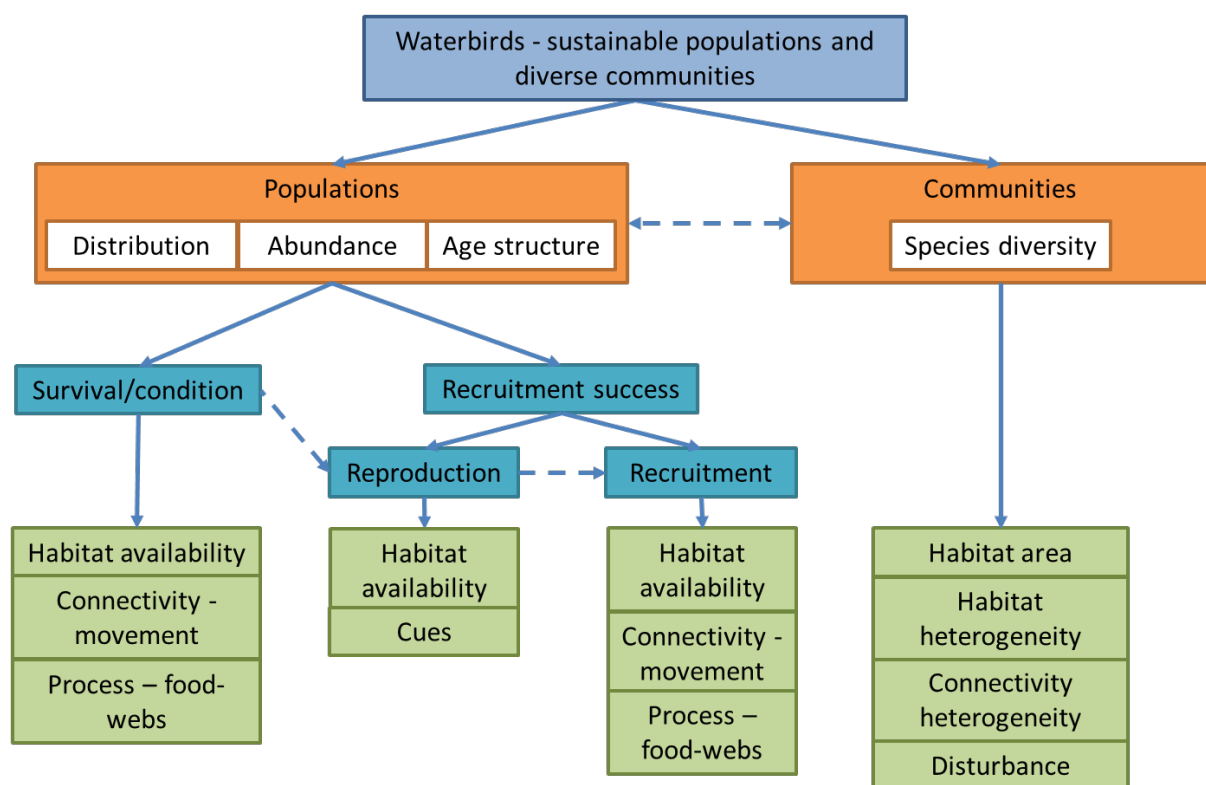 Waterbirds - sustainable populations and
diverse communities
Populations
Distribution
Abundance
Age structure
Communities
Species diversity
Survival/condition
Recruitment success
Reproduction
Recruitment
Habitat availability
Connectivity -
movement
Process – food-
webs
Habitat
availability
Cues
Habitat
availability
Connectivity -
movement
Process –
food-webs
Habitat area
Habitat
heterogeneity
Connectivity
heterogeneity
Disturbance